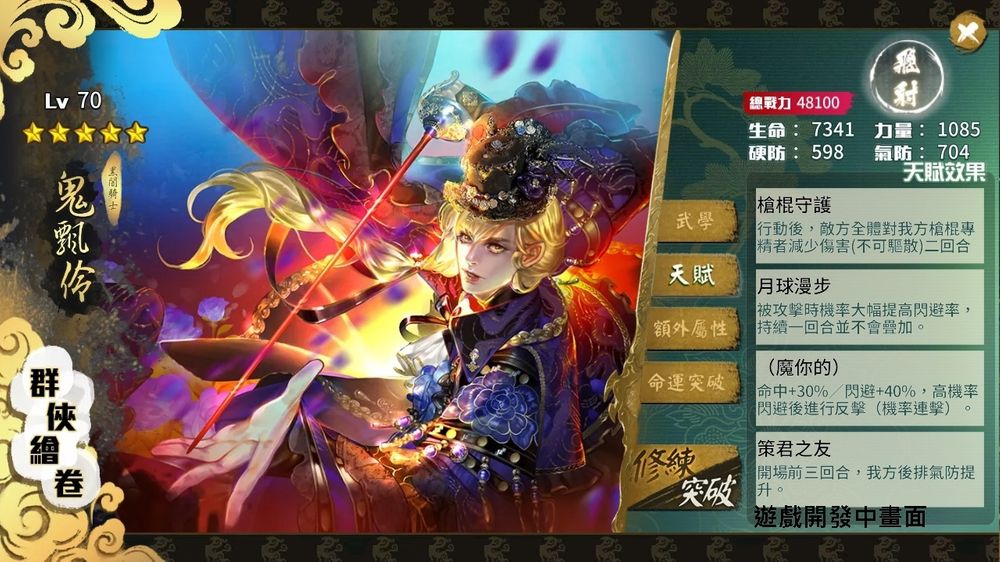 Lv 70
鬼飄伶
黑闇騎士
群俠繪卷
總戰力 48100
生命： 7341 力量： 1085
硬防： 598 氣防： 704
天賦效果
武學
天賦
額外屬性
命運突破
修練
突破
槍棍守護
行動後，敵方全體對我方槍棍專
精者減少傷害(不可驅散)二回合
月球漫步
被攻擊時機率大幅提高閃避率，
持續一回合並不會疊加。
（魔你的）
命中+30%／閃避+40%，高機率
閃避後進行反擊（機率連擊）。
策君之友
開場前三回合，我方後排氣防提
升。
遊戲開發中畫面